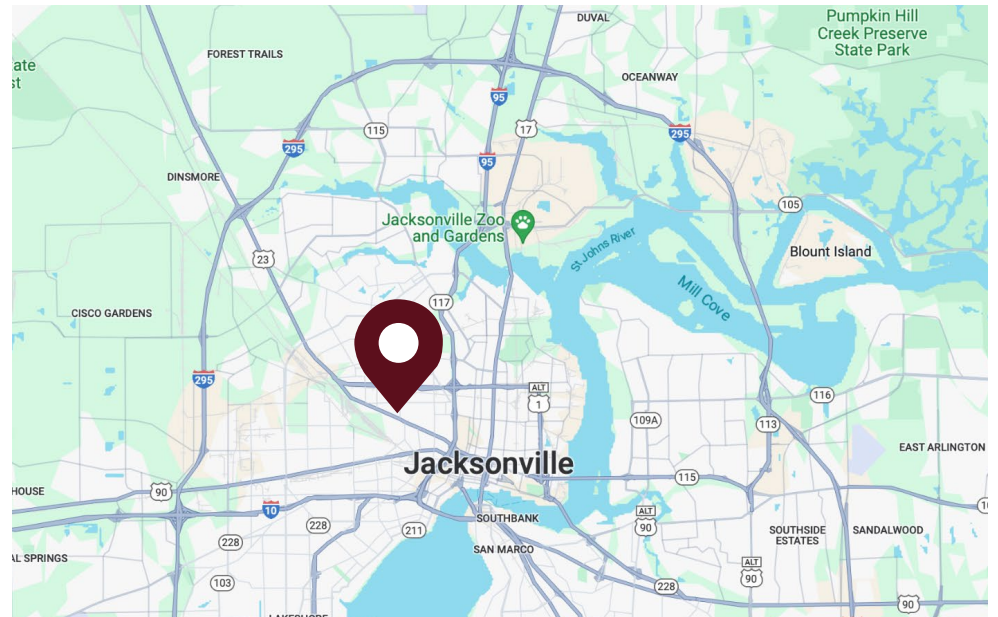 DUVAL
Pumpkin Hill
Creek Preserve
State Park
FOREST TRAILS
ate
st
OCEANWAY
95
115
17
295
295
95
DINSMORE
105
Jacksonville Zoo
and Gardens
St Johns River
Blount Island
23
Mill Cove
117
CISCO GARDENS
295
ALT
1
116
109A
113
EAST ARLINGTON
Jacksonville
115
HOUSE
90
10
10
ALT
90
SOUTHBANK
228
211
228
SOUTHSIDE
ESTATES
SANDALWOOD
SAN MARCO
AL SPRINGS
ALT
90
103
228
90
LAKESHORE